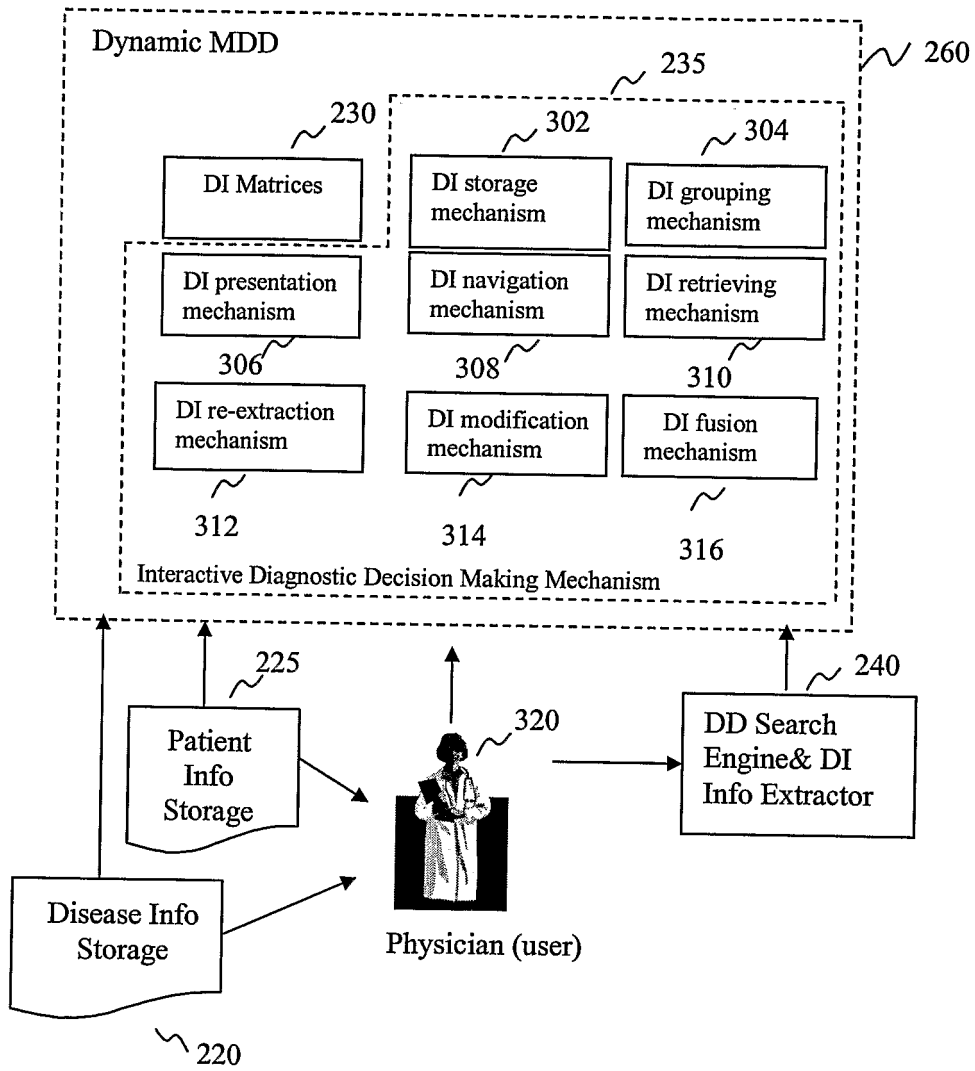 Dynamic MDD
260
235
230
302
304
DI Matrices
DI storage
mechanism
DI grouping
mechanism
DI presentation
mechanism
DI navigation
mechanism
DI retrieving
mechanism
306
308
310
DI re-extraction
mechanism
DI modification
mechanism
DI fusion
mechanism
312
314
316
Interactive Diagnostic Decision Making Mechanism
225
240
Patient
Info
Storage
320
DD Search
Engine& DI
Info Extractor
Disease Info
Storage
Physician (user)
220